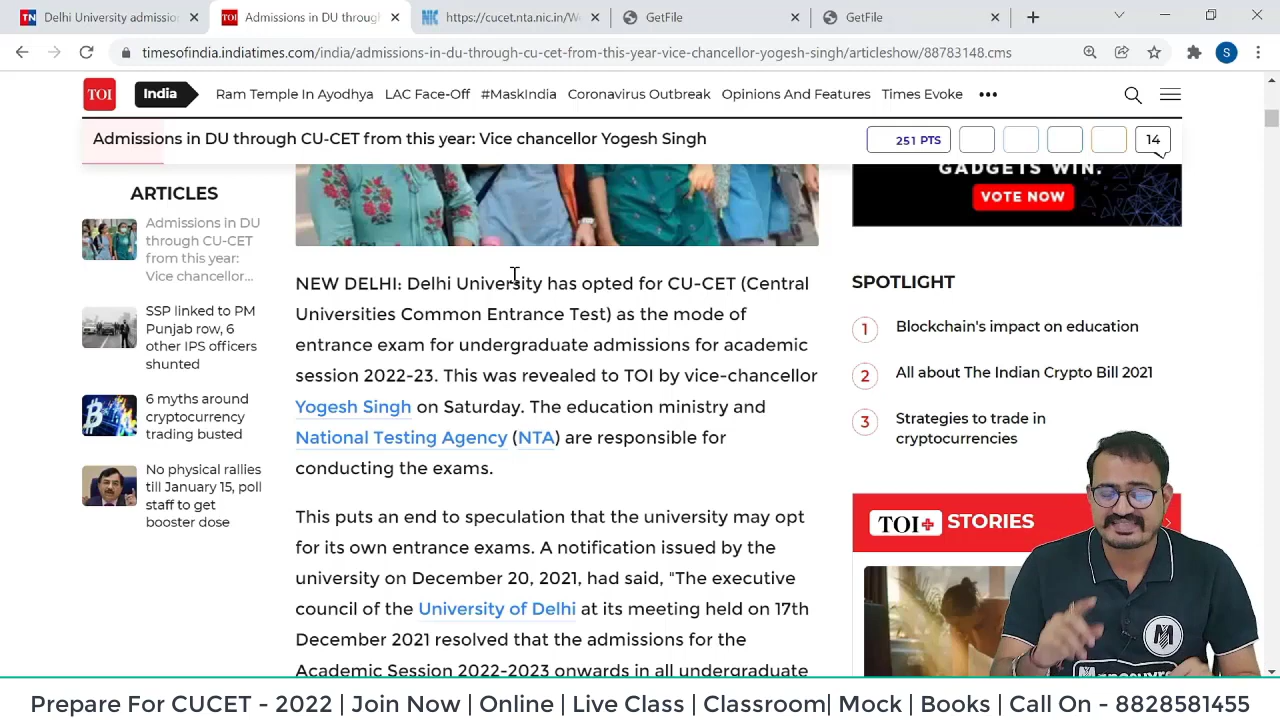 Delhi University admissio
Admissions in DU throug
https://cucet.nta.nic.in/W
GetFile
GetFile
timesofindia.indiatimes.com/india/admissions-in-du-through-cu-cet-from-this-year-vice-chancellor-yogesh-singh/articleshow/88783148.cms
S
TOI
India
Ram Temple In Ayodhya
LAC Face-Off
#MaskIndia
Coronavirus Outbreak
Opinions And Features
Times Evoke
Admissions in DU through CU-CET from this year: Vice chancellor Yogesh Singh
251 PTS
14
ARTICLES
Admissions in DU
through CU-CET
from this year:
Vice chancellor...
SSP linked to PM
Punjab row, 6
other IPS officers
shunted
6 myths around
cryptocurrency
trading busted
No physical rallies
till January 15, poll
staff to get
booster dose
NEW DELHI: Delhi University has opted for CU-CET (Central
Universities Common Entrance Test) as the mode of
entrance exam for undergraduate admissions for academic
session 2022-23. This was revealed to TOI by vice-chancellor
Yogesh Singh on Saturday. The education ministry and
National Testing Agency (NTA) are responsible for
conducting the exams.
This puts an end to speculation that the university may opt
for its own entrance exams. A notification issued by the
university on December 20, 2021, had said, "The executive
council of the University of Delhi at its meeting held on 17th
December 2021 resolved that the admissions for the
Academic Session 2022-2023 onwards in all undergraduate
GADGETS WIN.
VOTE NOW
SPOTLIGHT
1 Blockchain's impact on education
2 All about The Indian Crypto Bill 2021
3 Strategies to trade in
cryptocurrencies
TOI+ STORIES
Prepare For CUCET - 2022 | Join Now | Online | Live Class | Classroom| Mock | Books | Call On - 8828581455